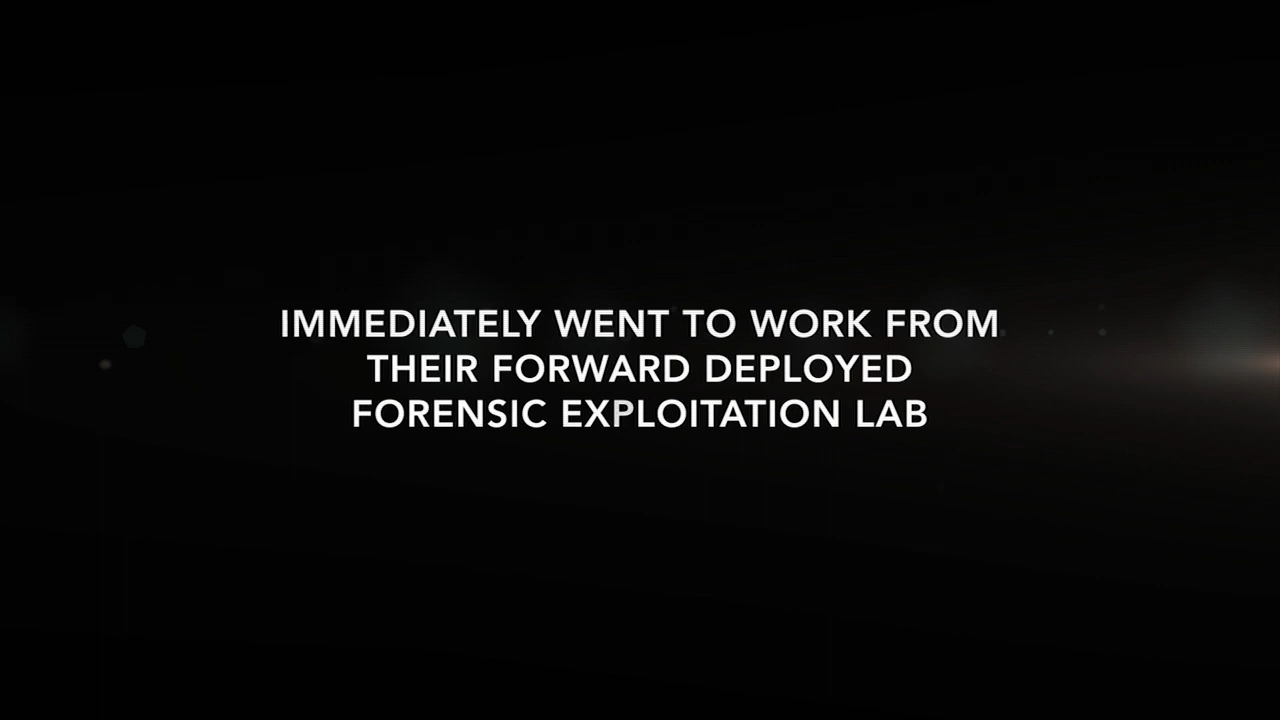 IMMEDIATELY WENT TO WORK FROM
THEIR FORWARD DEPLOYED
FORENSIC EXPLOITATION LAB